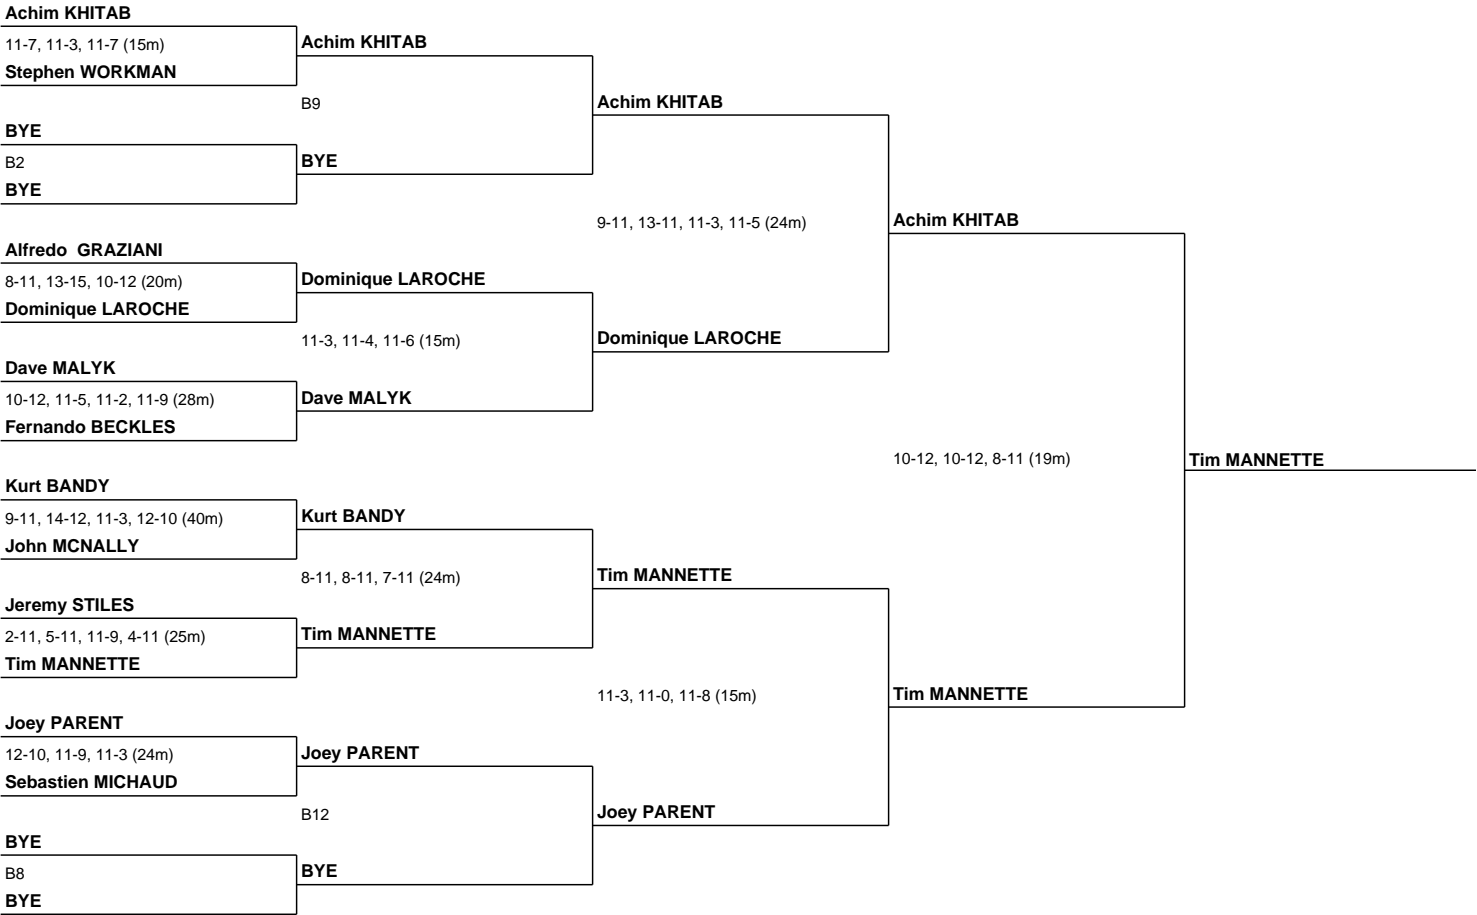 Achim KHITAB
11-7, 11-3, 11-7 (15m)
Stephen WORKMAN
BYE
B2
BYE
Alfredo  GRAZIANI
8-11, 13-15, 10-12 (20m)
Dominique LAROCHE
Dave MALYK
10-12, 11-5, 11-2, 11-9 (28m)
Fernando BECKLES
Kurt BANDY
9-11, 14-12, 11-3, 12-10 (40m)
John MCNALLY
Jeremy STILES
2-11, 5-11, 11-9, 4-11 (25m)
Tim MANNETTE
Joey PARENT
12-10, 11-9, 11-3 (24m)
Sebastien MICHAUD
BYE
B8
BYE
Achim KHITAB
B9
BYE
Dominique LAROCHE
11-3, 11-4, 11-6 (15m)
Dave MALYK
Kurt BANDY
8-11, 8-11, 7-11 (24m)
Tim MANNETTE
Joey PARENT
B12
BYE
Achim KHITAB
9-11, 13-11, 11-3, 11-5 (24m)
Dominique LAROCHE
Tim MANNETTE
11-3, 11-0, 11-8 (15m)
Joey PARENT
Achim KHITAB
10-12, 10-12, 8-11 (19m)
Tim MANNETTE
Tim MANNETTE